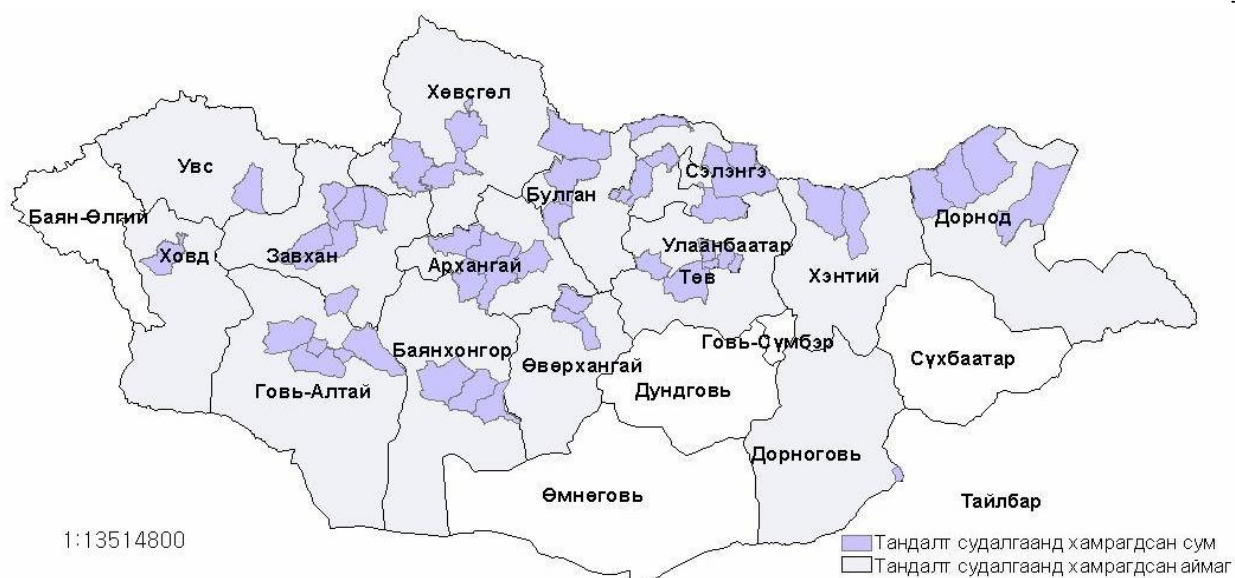 Хөвсгөл
Увс
Сэлэнгэ
Булган
Баян-Өлгий
Дорнод
Ховд
Завхан
Улаанбаатар
Архангай
Төв
Хэнтий
Говь-Сүмбэр
Баянхонгор
Өвөрхангай
Сүхбаатар
Говь-Алтай
Дундговь
Дорноговь
Өмнөговь
Тайлбар
1:13514800
Тандалт судалгаанд хамрагдсан сум
Тандалт судалгаанд хамрагдсан аймаг